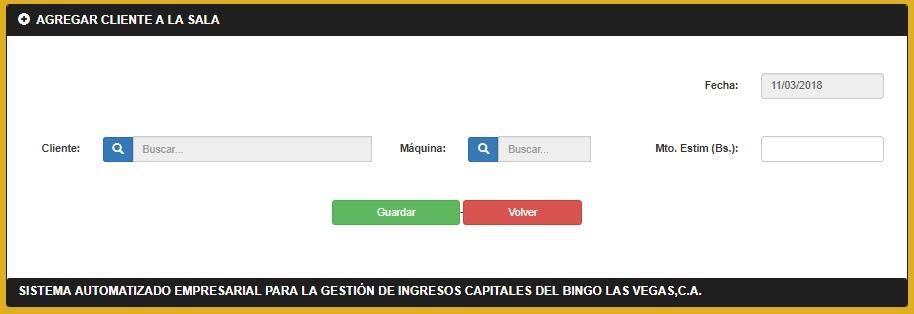 AGREGAR CLIENTE A LA SALA
Fecha: 11/03/2018
Cliente: Buscar... Máquina: Buscar... Mto. Estim (Bs.):
Guardar Volver
SISTEMA AUTOMATIZADO EMPRESARIAL PARA LA GESTIÓN DE INGRESOS CAPITALES DEL BINGO LAS VEGAS,C.A.